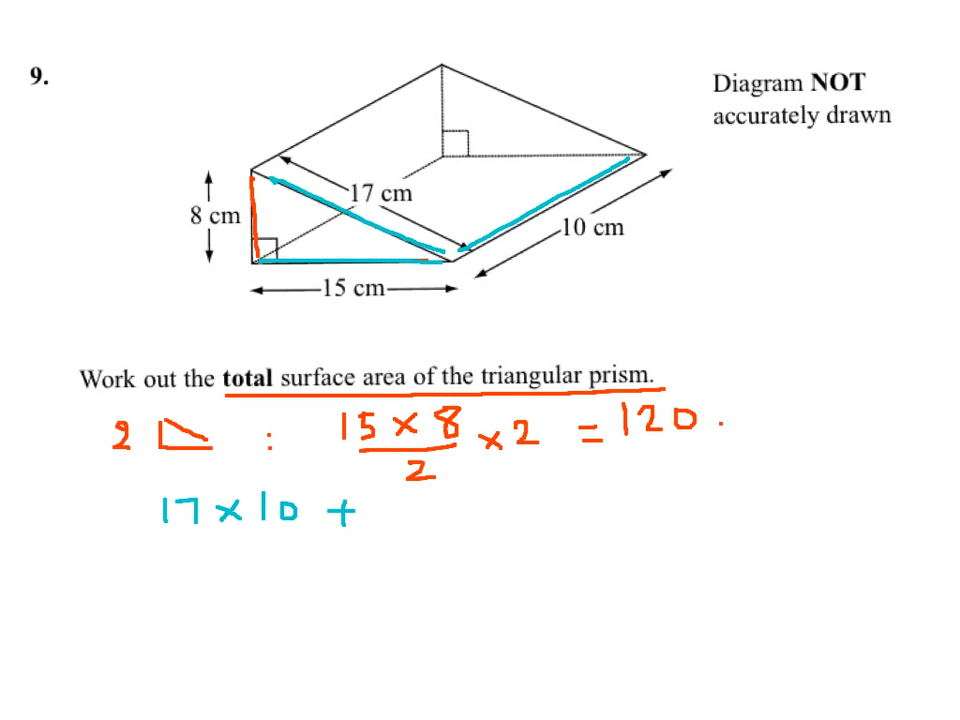 9.
Diagram NOT
accurately drawn
17 cm
8 cm
10 cm
15 cm
Work out the total surface area of the triangular prism.
2 : 15 × 8 / 2 × 2 = 120 .
17 × 10 +